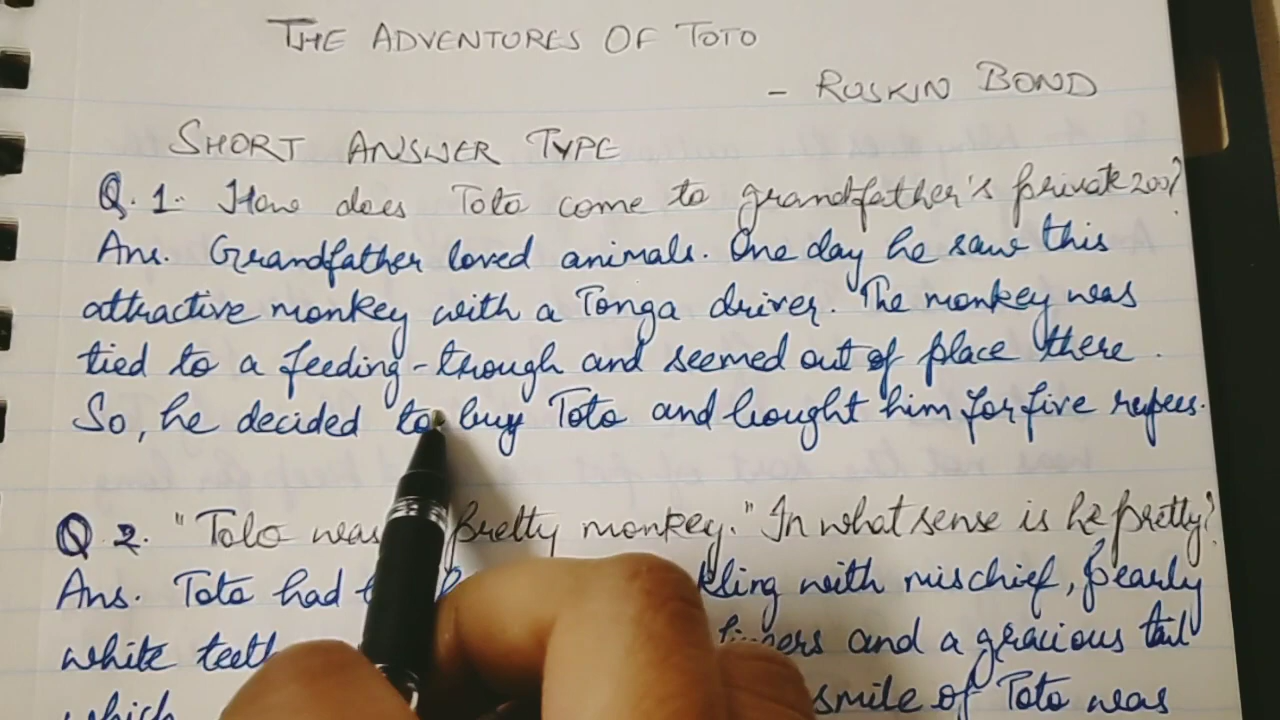 THE ADVENTURES OF TOTO
- RUSKIN BOND
SHORT ANSWER TYPE
Q.1. How does Toto come to grandfather's private zoo?
Ans. Grandfather loved animals. One day he saw this
attractive monkey with a Tonga driver. The monkey was
tied to a feeding-through and seemed out of place there.
So, he decided to buy Toto and bought him for five rupees.
Q 2. "Toto was pretty monkey." In what sense is he pretty?
Ans. Toto had with mischief, pearly
white teeth and a gracious tail
which smile of Toto was